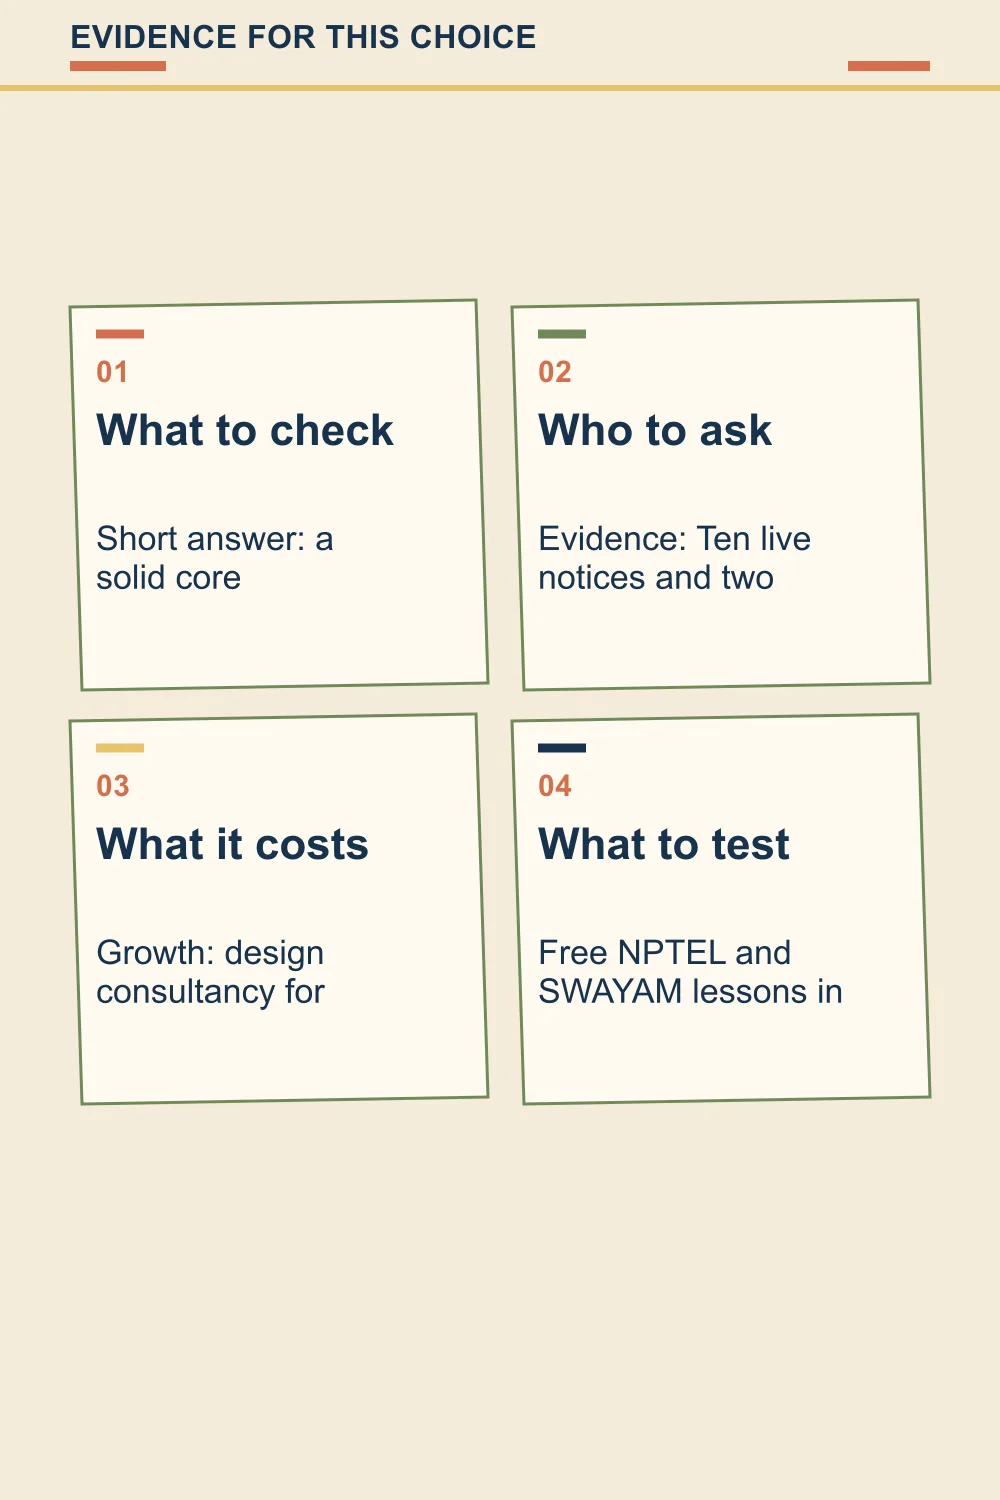 EVIDENCE FOR THIS CHOICE
01
What to check
Short answer: a
solid core
02
Who to ask
Evidence: Ten live
notices and two
03
What it costs
Growth: design
consultancy for
04
What to test
Free NPTEL and
SWAYAM lessons in